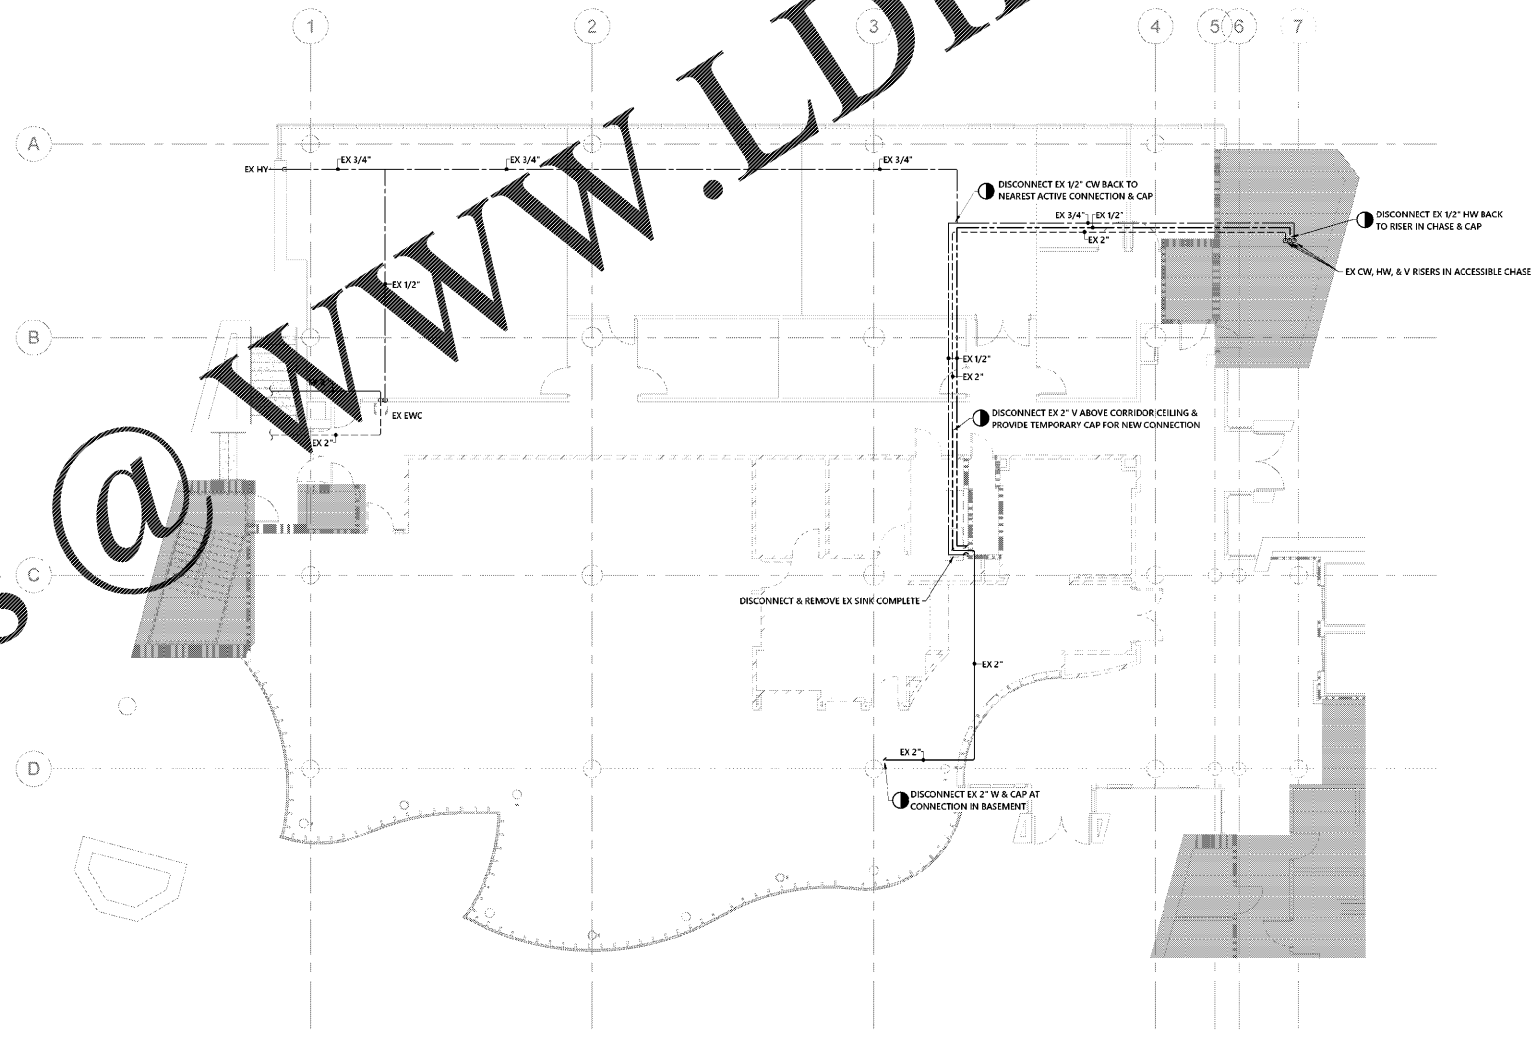 1
2
3
4
5
6
7
@WWW.LDI
S
A
EX HY
EX 3/4"
EX 3/4"
EX 3/4"
DISCONNECT EX 1/2" CW BACK TO
NEAREST ACTIVE CONNECTION & CAP
EX 3/4"
EX 1/2"
EX 2"
DISCONNECT EX 1/2" HW BACK
TO RISER IN CHASE & CAP
EX CW, HW, & V RISERS IN ACCESSIBLE CHASE
EX 1/2"
B
EX 1/2"
EX 2"
EX EWC
EX 2"
DISCONNECT EX 2" V ABOVE CORRIDOR CEILING &
PROVIDE TEMPORARY CAP FOR NEW CONNECTION
C
DISCONNECT & REMOVE EX SINK COMPLETE
EX 2"
EX 2"
D
DISCONNECT EX 2" W & CAP AT
CONNECTION IN BASEMENT